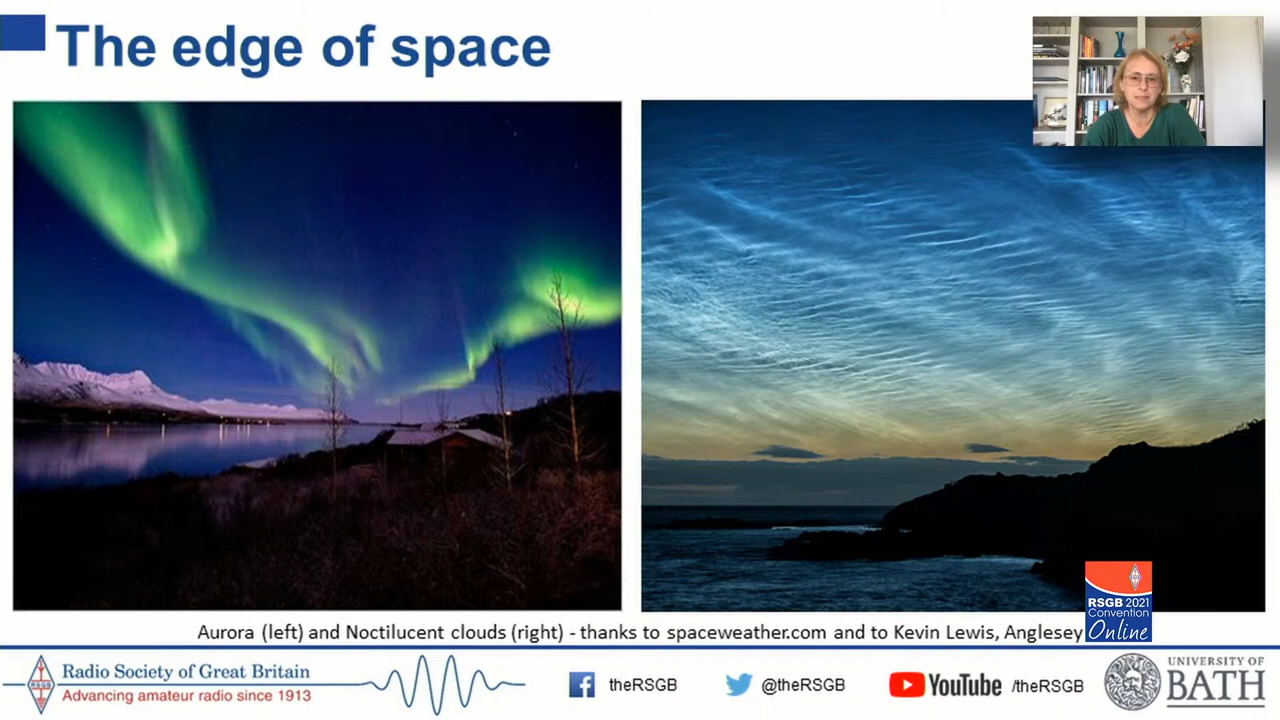 The edge of space
Aurora (left) and Noctilucent clouds (right) - thanks to spaceweather.com and to Kevin Lewis, Anglesey
RSGB 2021
Convention
Online
Radio Society of Great Britain
Advancing amateur radio since 1913
theRSGB
@theRSGB
YouTube /theRSGB
UNIVERSITY OF
BATH